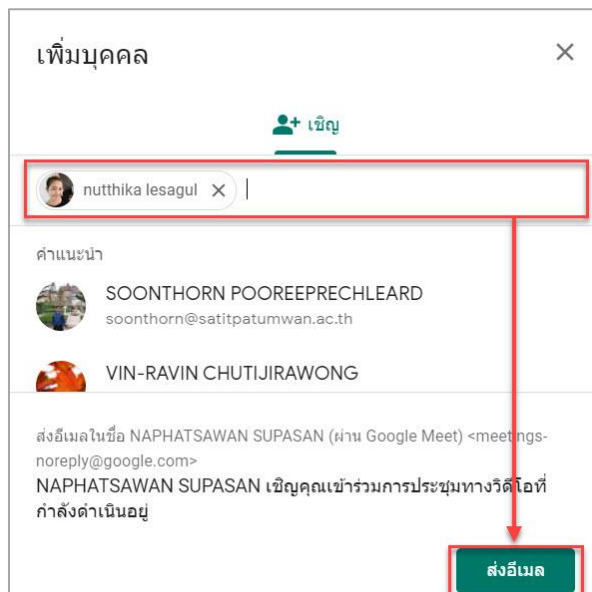 เพิ่มบุคคล
เชิญ
nutthika lesagul
คำแนะนำ
SOONTHORN POOREEPRECHLEARD
soonthorn@satitpatumwan.ac.th
VIN-RAVIN CHUTIJIRAWONG
ส่งอีเมลในชื่อ NAPHATSAWAN SUPASAN (ผ่าน Google Meet) <meetings-
noreply@google.com>
NAPHATSAWAN SUPASAN เชิญคุณเข้าร่วมการประชุมทางวิดีโอที่
กำลังดำเนินอยู่
ส่งอีเมล